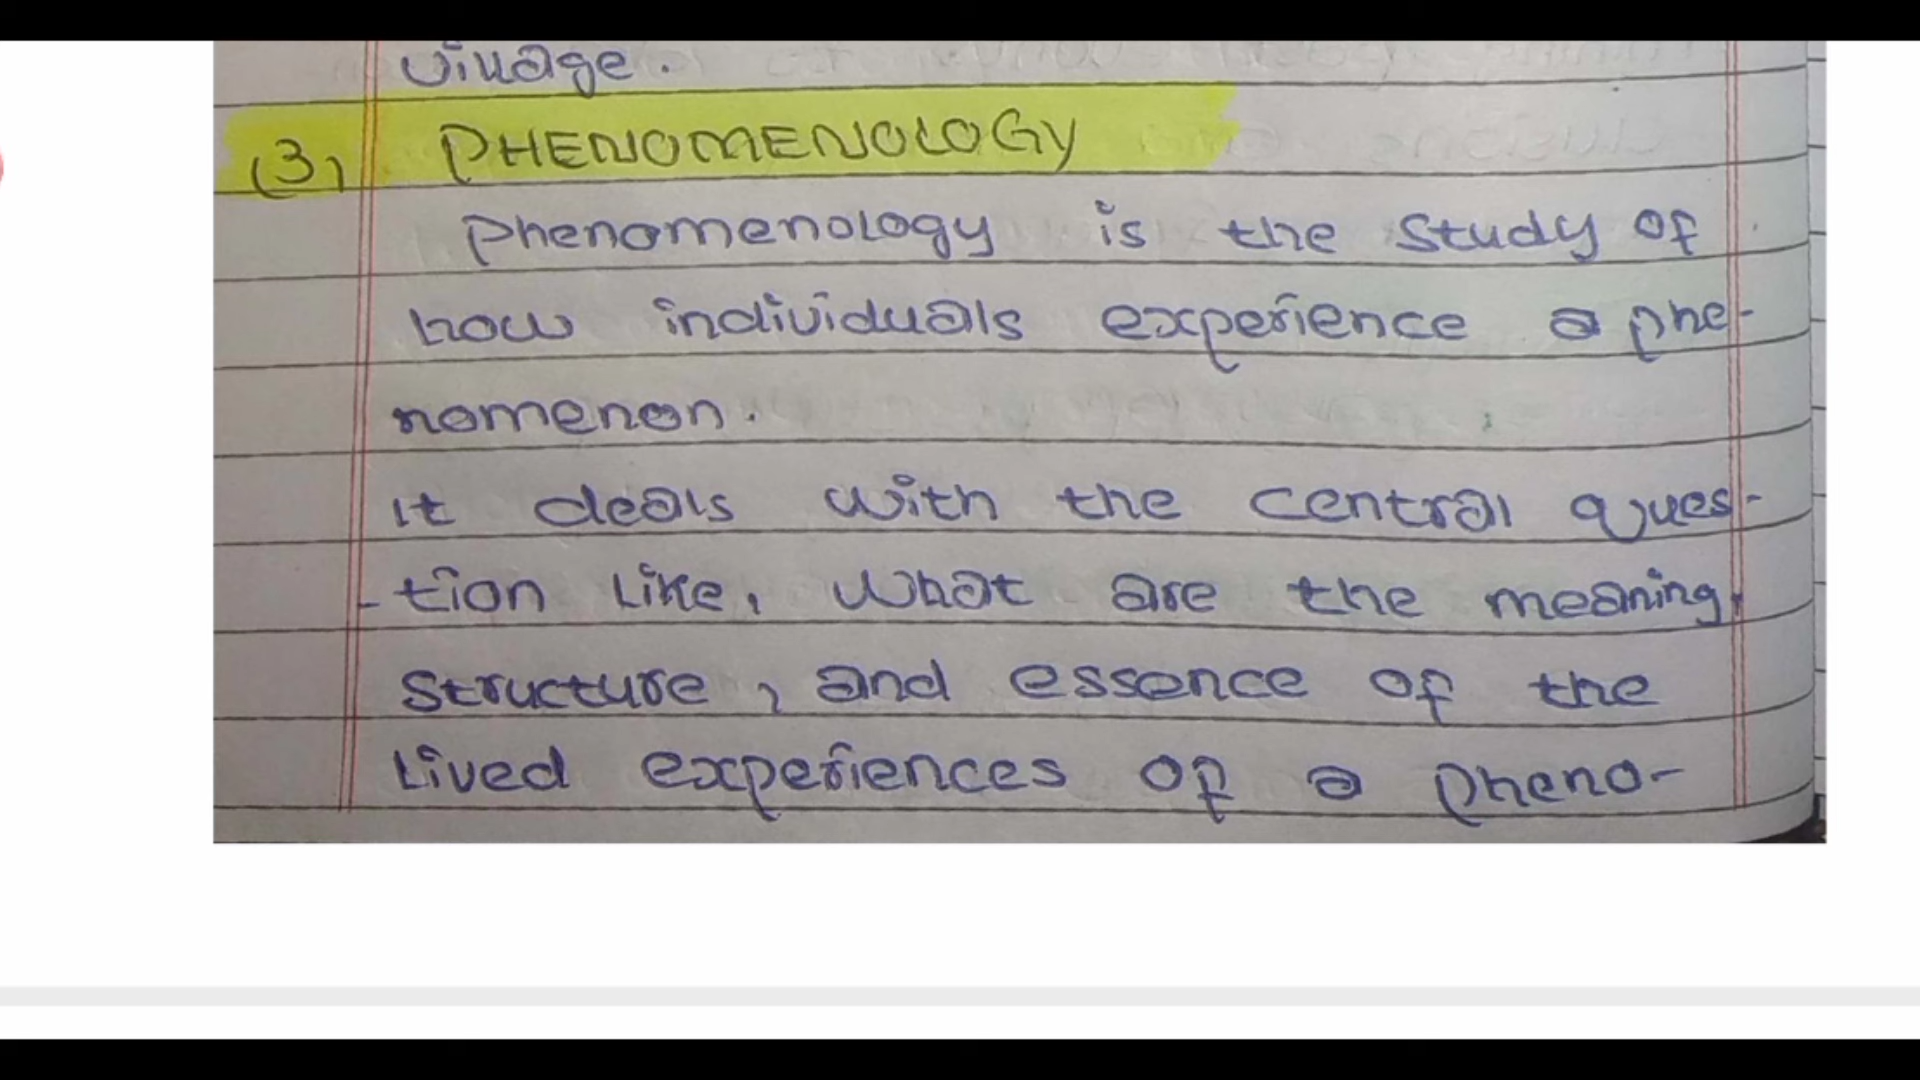 village.
(3) PHENOMENOLOGY
Phenomenology is the study of
how individuals experience a phe-
nomenon.
It deals with the central ques-
-tion like, what are the meaning,
structure, and essence of the
lived experiences of a pheno-